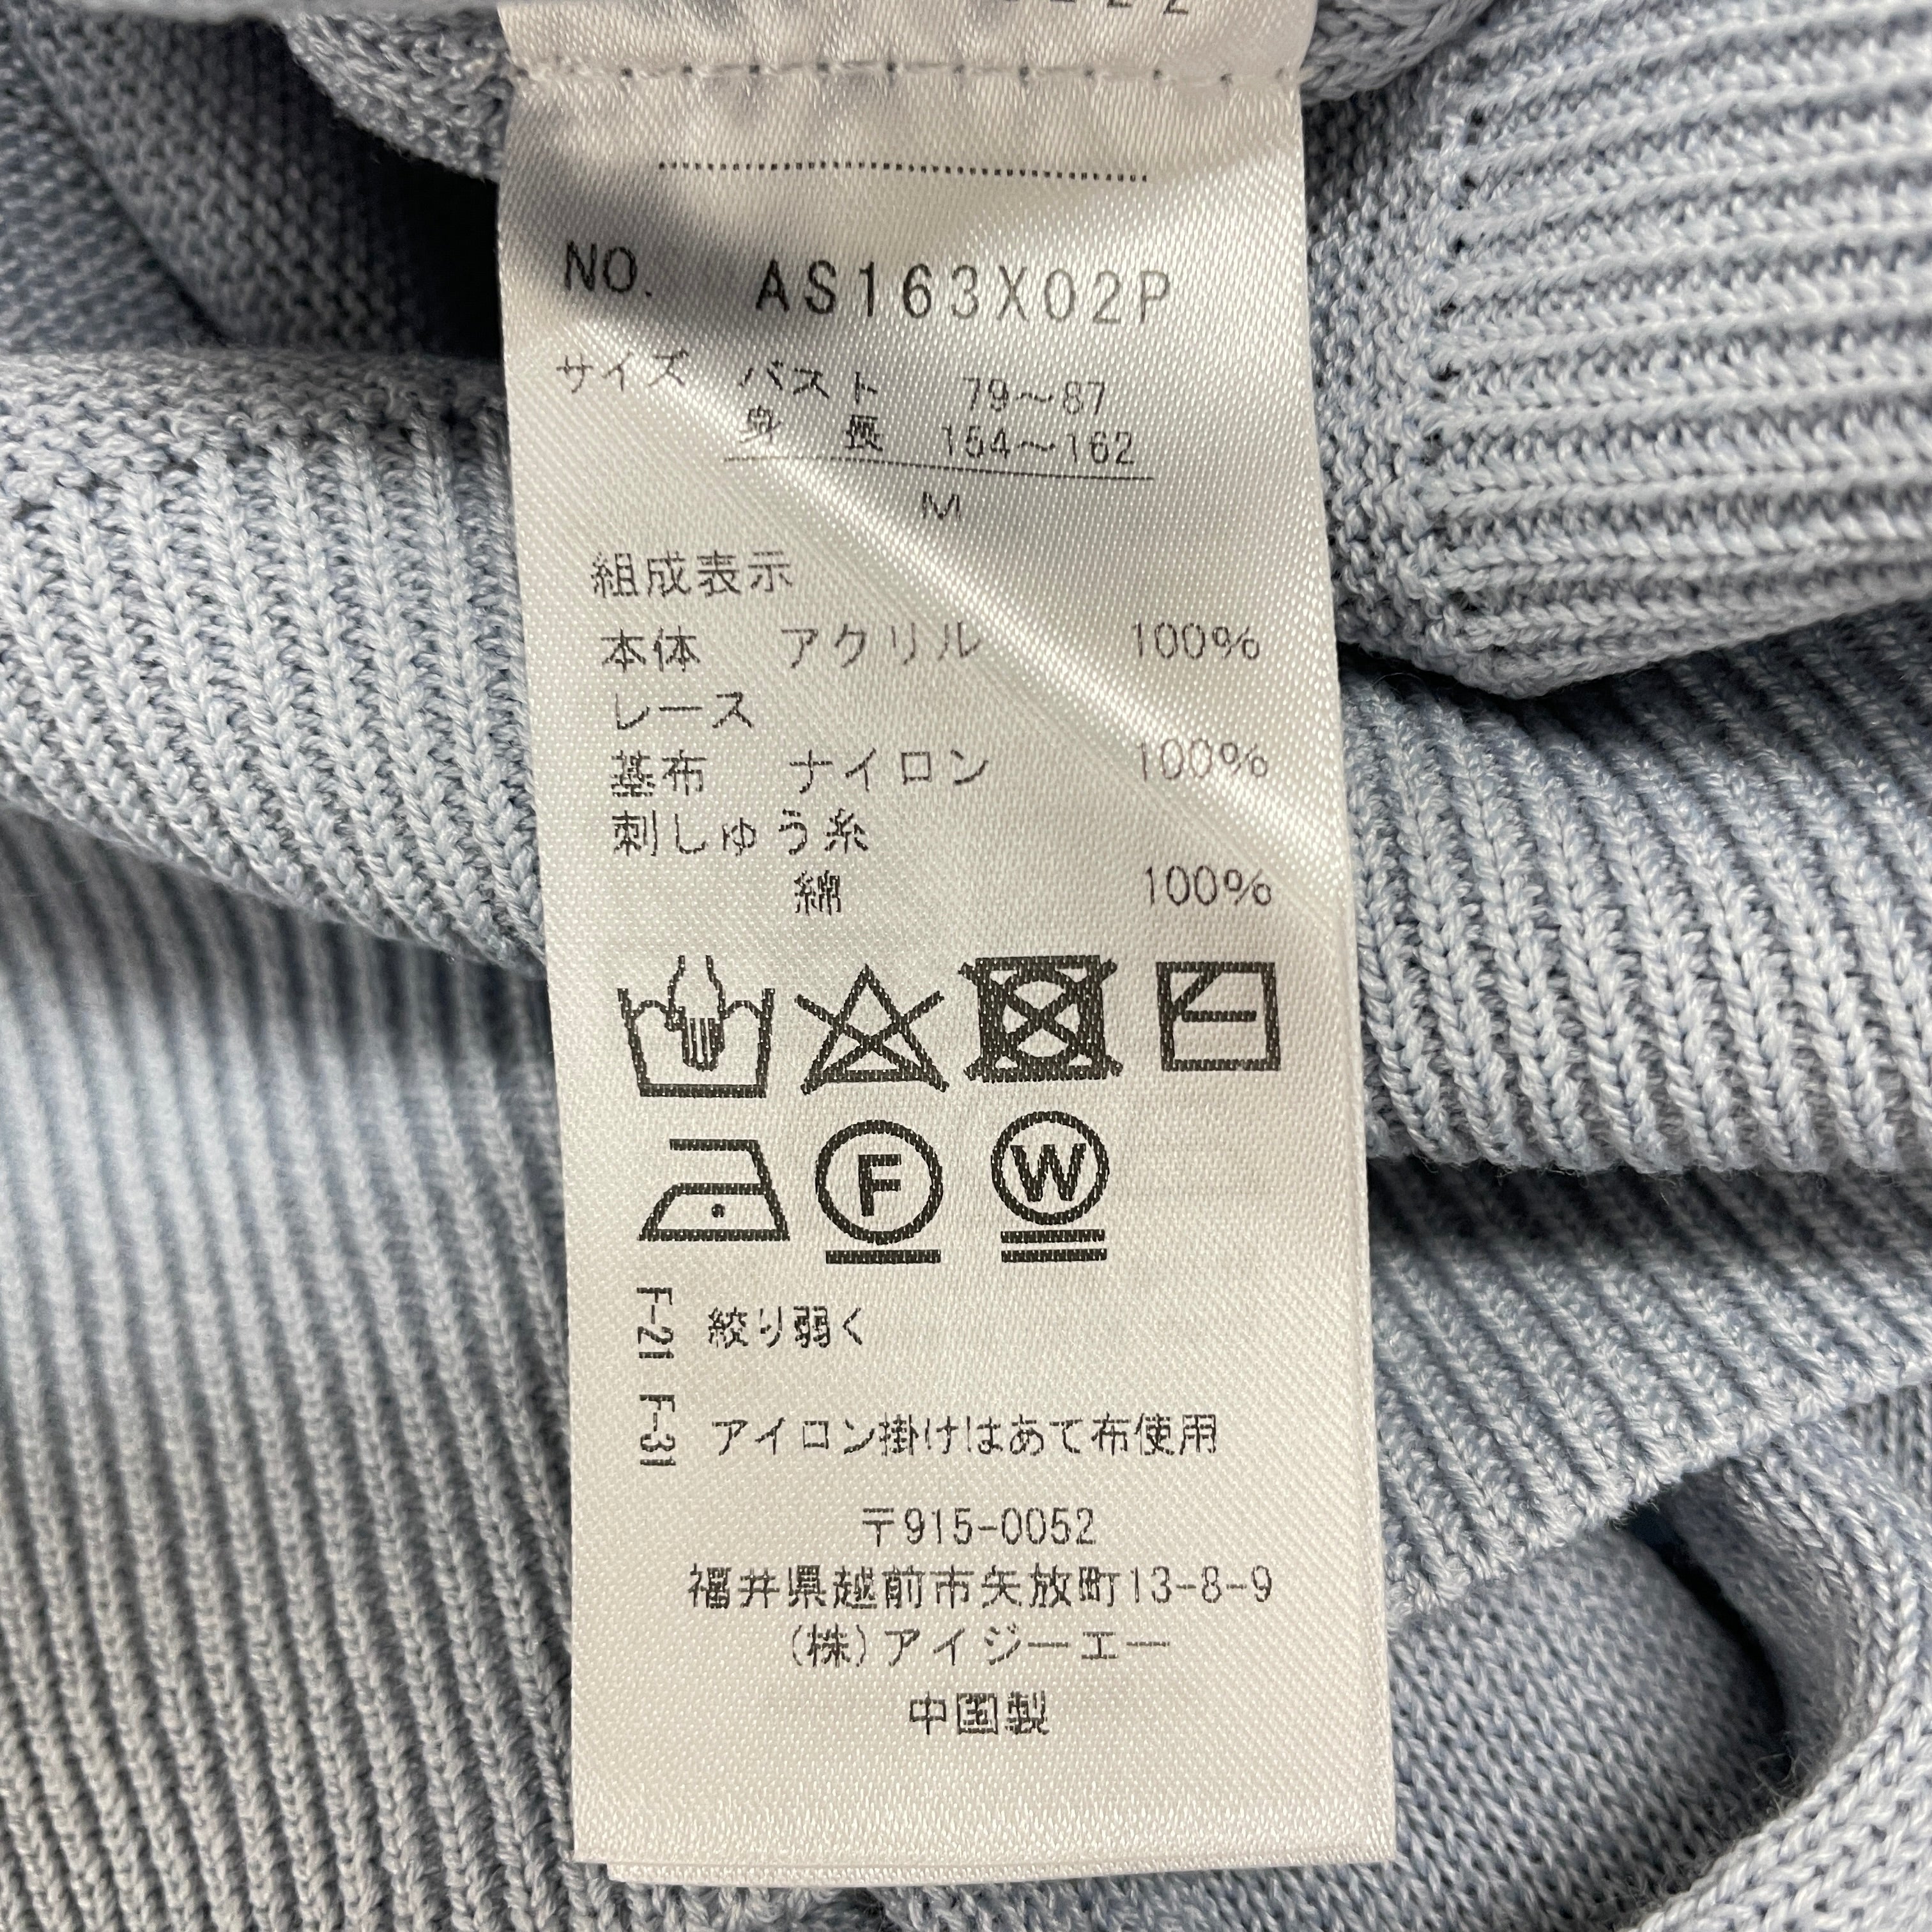 NO. AS163X02P
サイズ バスト 79〜87
身長 154〜162
M
組成表示
本体 アクリル 100%
レース
基布 ナイロン 100%
刺しゅう糸
綿 100%
F
W
F-21 絞り弱く
F-31 アイロン掛けはあて布使用
〒915-0052
福井県越前市矢放町13-8-9
(株)アイジーエー
中国製